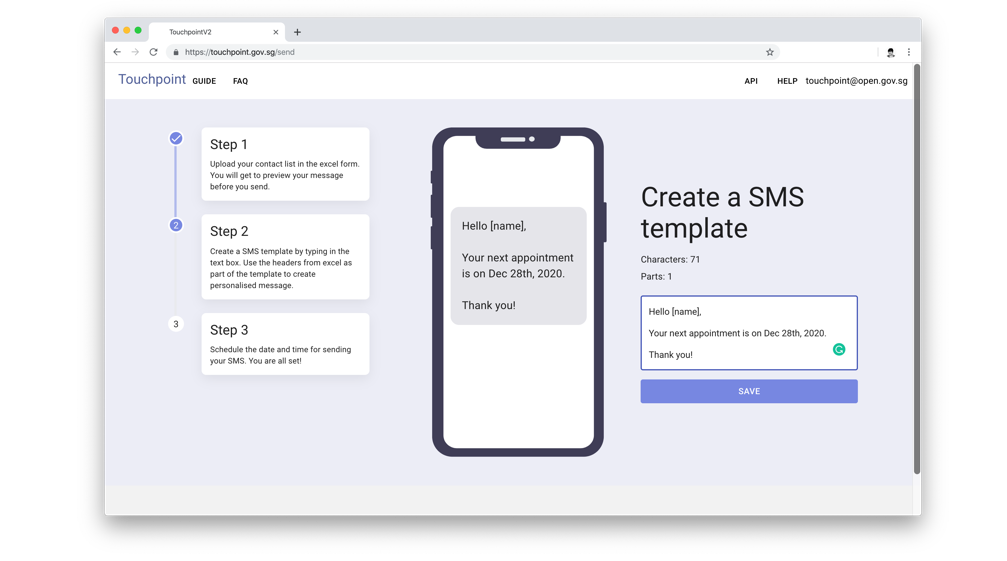 TouchpointV2
https://touchpoint.gov.sg/send
Touchpoint GUIDE FAQ
API HELP touchpoint@open.gov.sg
Step 1
Upload your contact list in the excel form.
You will get to preview your message
before you send.
2
Step 2
Create a SMS template by typing in the
text box. Use the headers from excel as
part of the template to create
personalised message.
3
Step 3
Schedule the date and time for sending
your SMS. You are all set!
Hello [name],
Your next appointment
is on Dec 28th, 2020.
Thank you!
Create a SMS
template
Characters: 71
Parts: 1
Hello [name],
Your next appointment is on Dec 28th, 2020.
Thank you!
SAVE